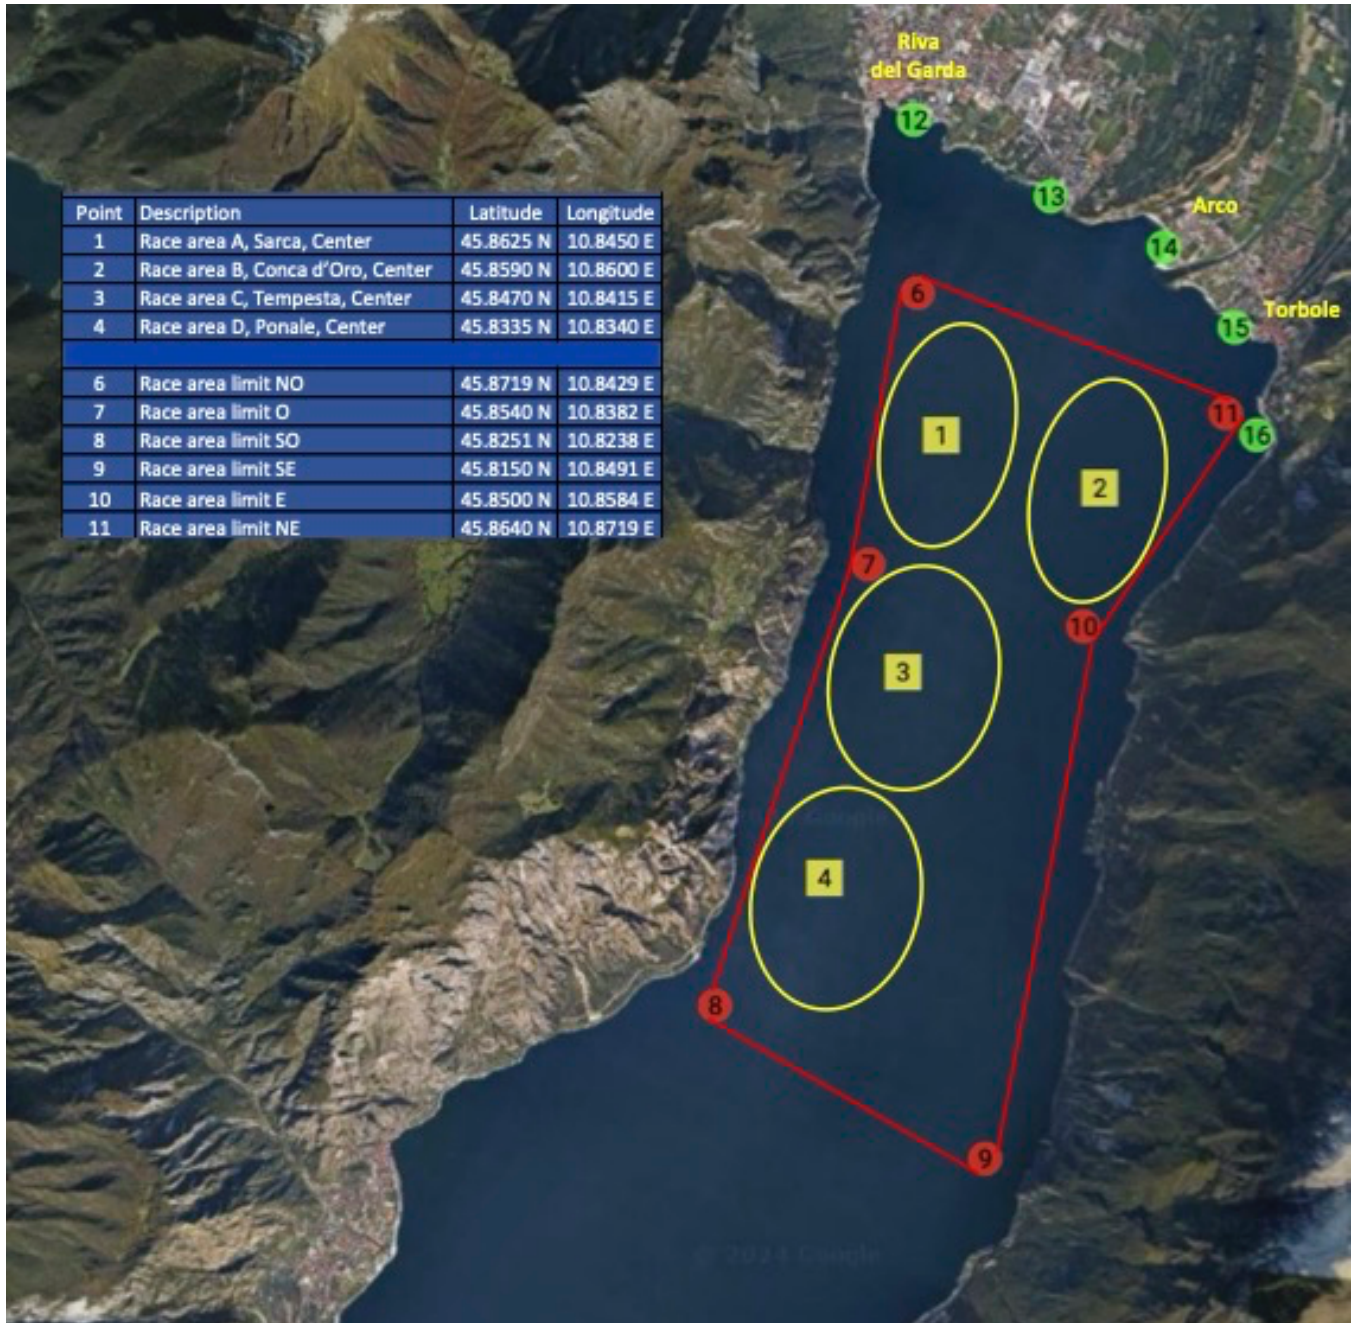 Riva
del Garda
12
13
Arco
14
15
Torbole
Point Description Latitude Longitude
1 Race area A, Sarca, Center 45.8625 N 10.8450 E
2 Race area B, Conca d'Oro, Center 45.8590 N 10.8600 E
3 Race area C, Tempesta, Center 45.8470 N 10.8415 E
4 Race area D, Ponale, Center 45.8335 N 10.8340 E
6 Race area limit NO 45.8719 N 10.8429 E
7 Race area limit O 45.8540 N 10.8382 E
8 Race area limit SO 45.8251 N 10.8238 E
9 Race area limit SE 45.8150 N 10.8491 E
10 Race area limit E 45.8500 N 10.8584 E
11 Race area limit NE 45.8640 N 10.8719 E
6
11
16
1
2
7
10
3
4
8
9
© 2024 Google